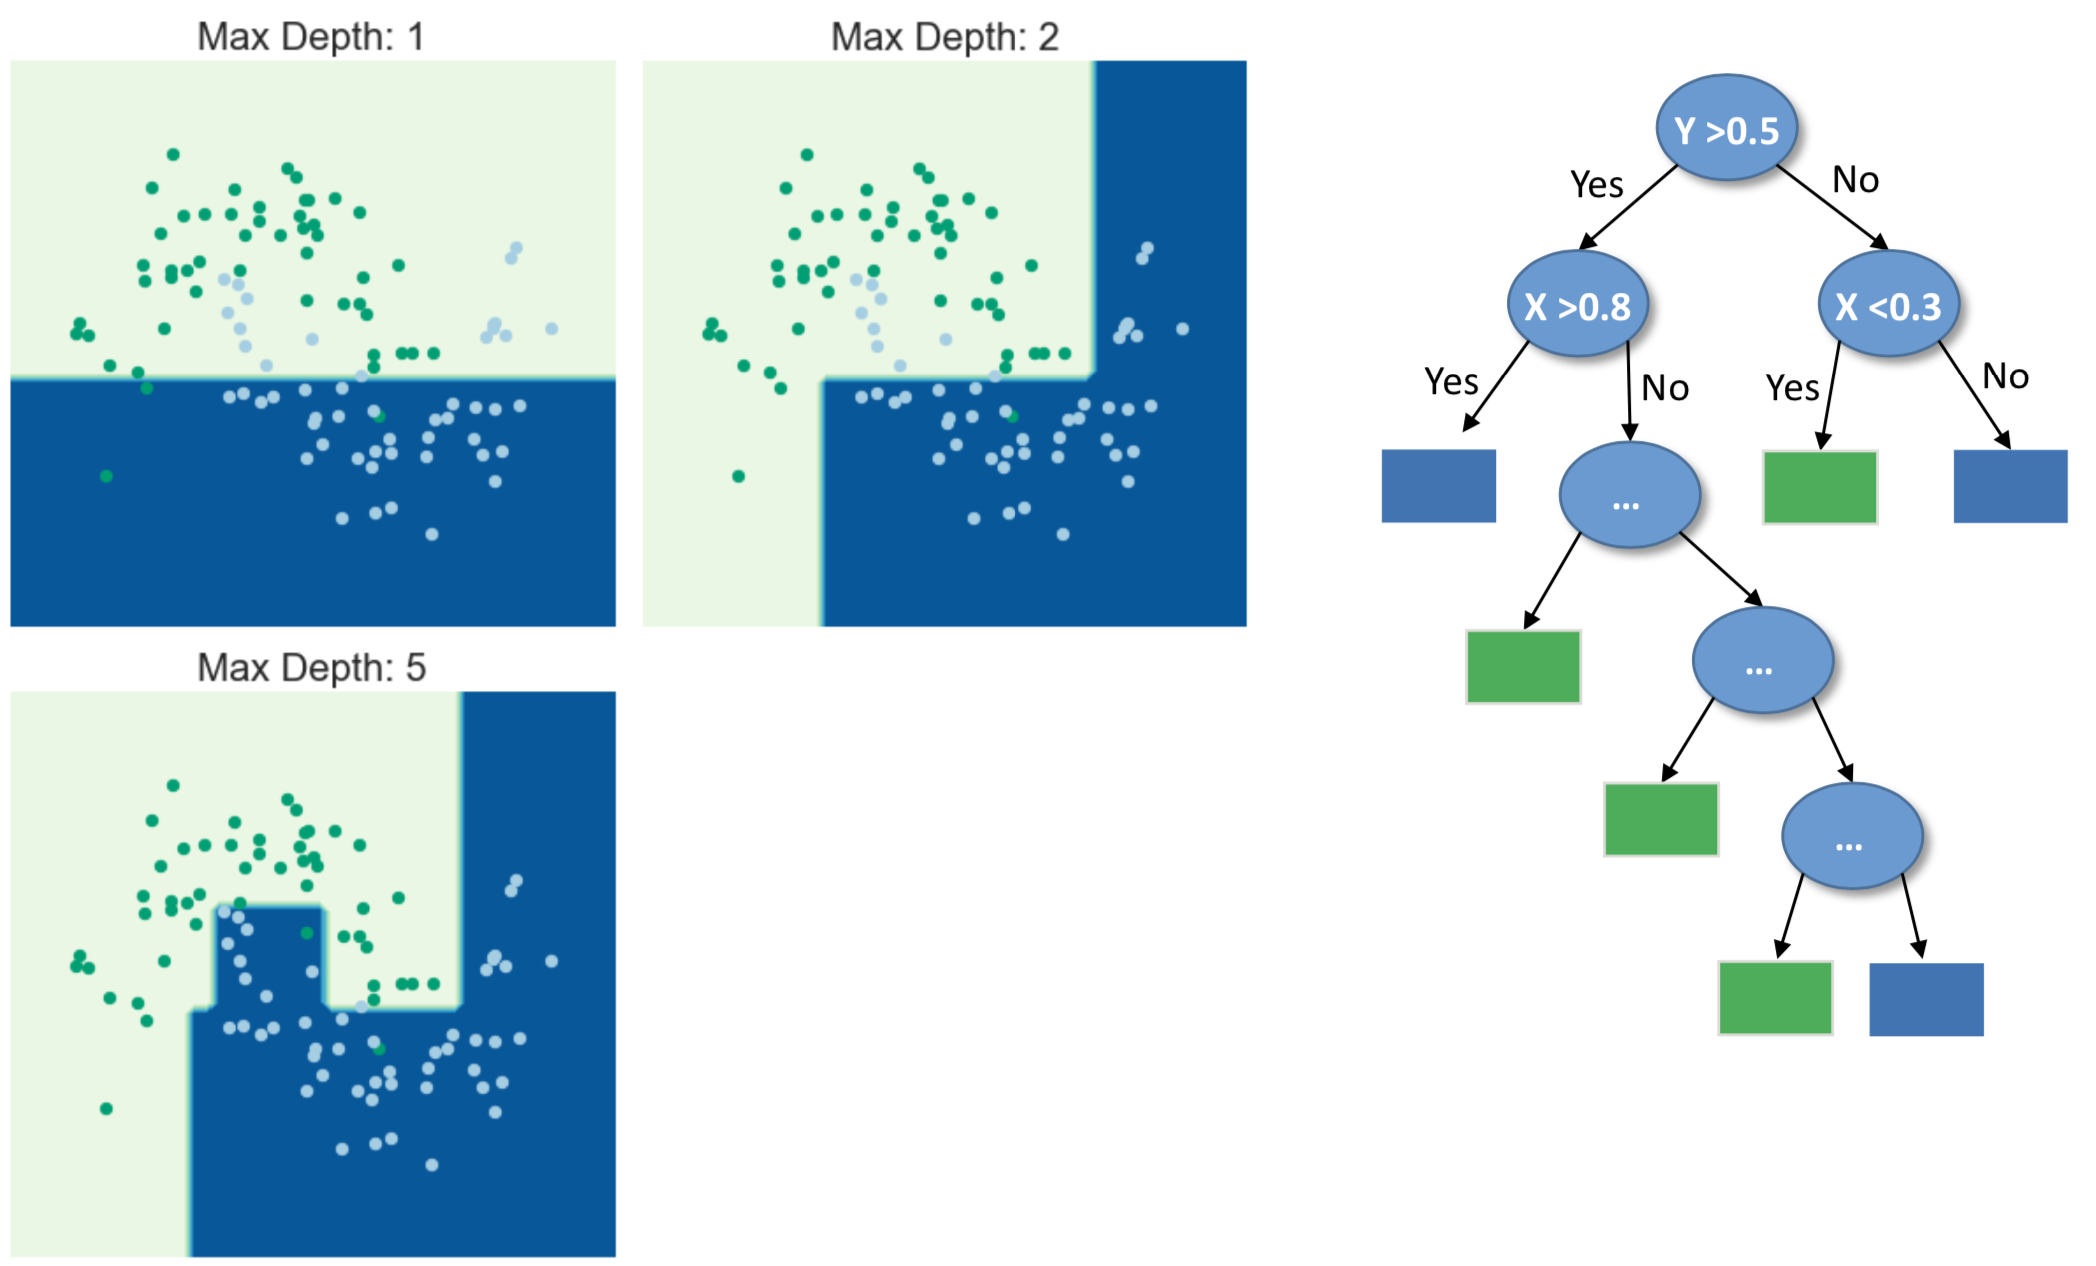 Max Depth: 1
Max Depth: 2
Max Depth: 5
Y >0.5
Yes
No
X >0.8
X <0.3
Yes
No
Yes
No
...
...
...